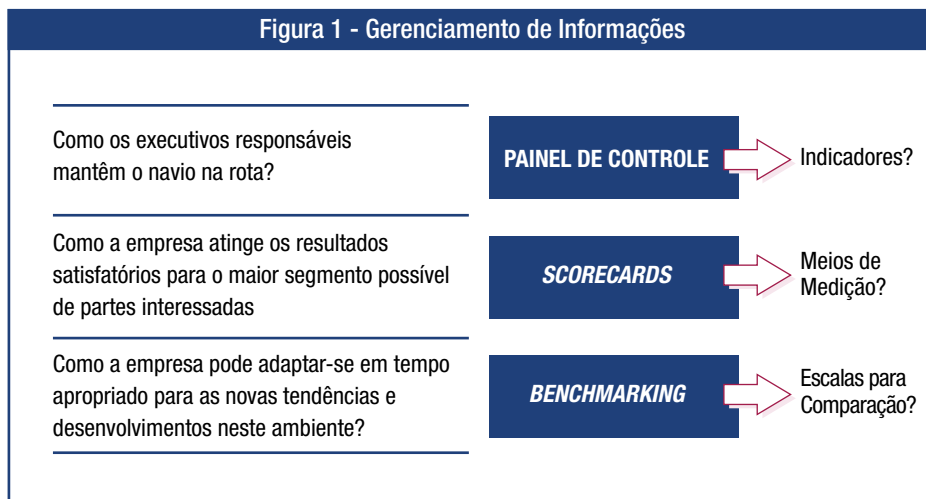 Figura 1 - Gerenciamento de Informações
Como os executivos responsáveis
mantêm o navio na rota?
PAINEL DE CONTROLE
Indicadores?
Como a empresa atinge os resultados
satisfatórios para o maior segmento possível
de partes interessadas
SCORECARDS
Meios de
Medição?
Como a empresa pode adaptar-se em tempo
apropriado para as novas tendências e
desenvolvimentos neste ambiente?
BENCHMARKING
Escalas para
Comparação?